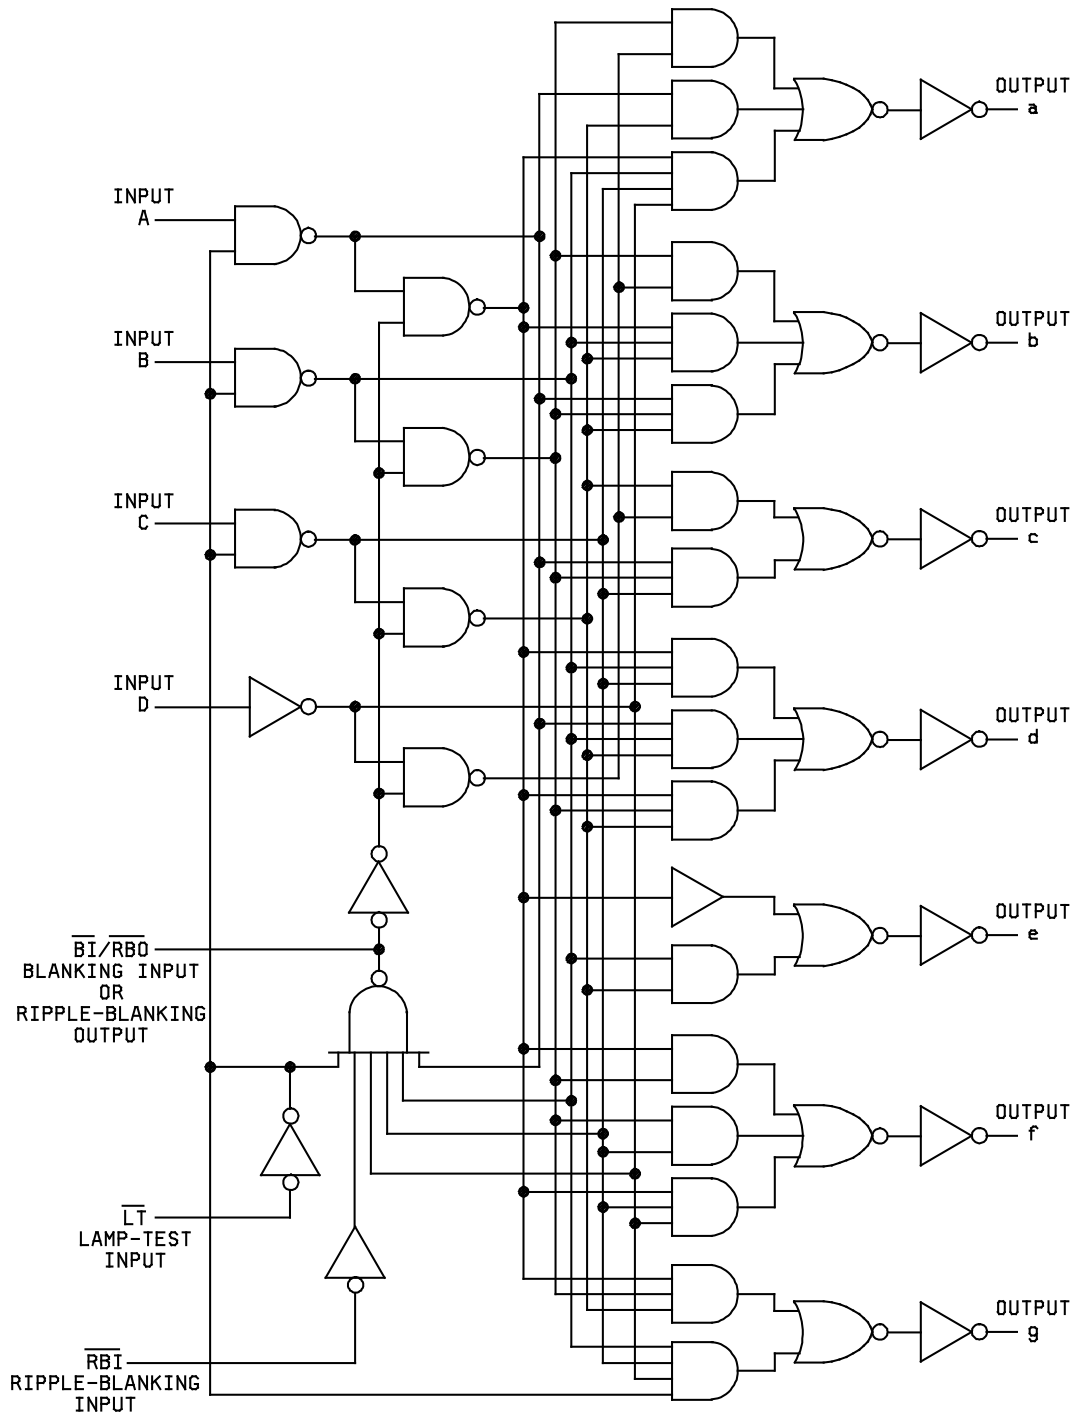 OUTPUT
a
INPUT
A
OUTPUT
b
INPUT
B
INPUT
C
OUTPUT
c
INPUT
D
OUTPUT
d
OUTPUT
e
BI/RBO
BLANKING INPUT
OR
RIPPLE-BLANKING
OUTPUT
OUTPUT
f
LT
LAMP-TEST
INPUT
OUTPUT
g
RBI
RIPPLE-BLANKING
INPUT